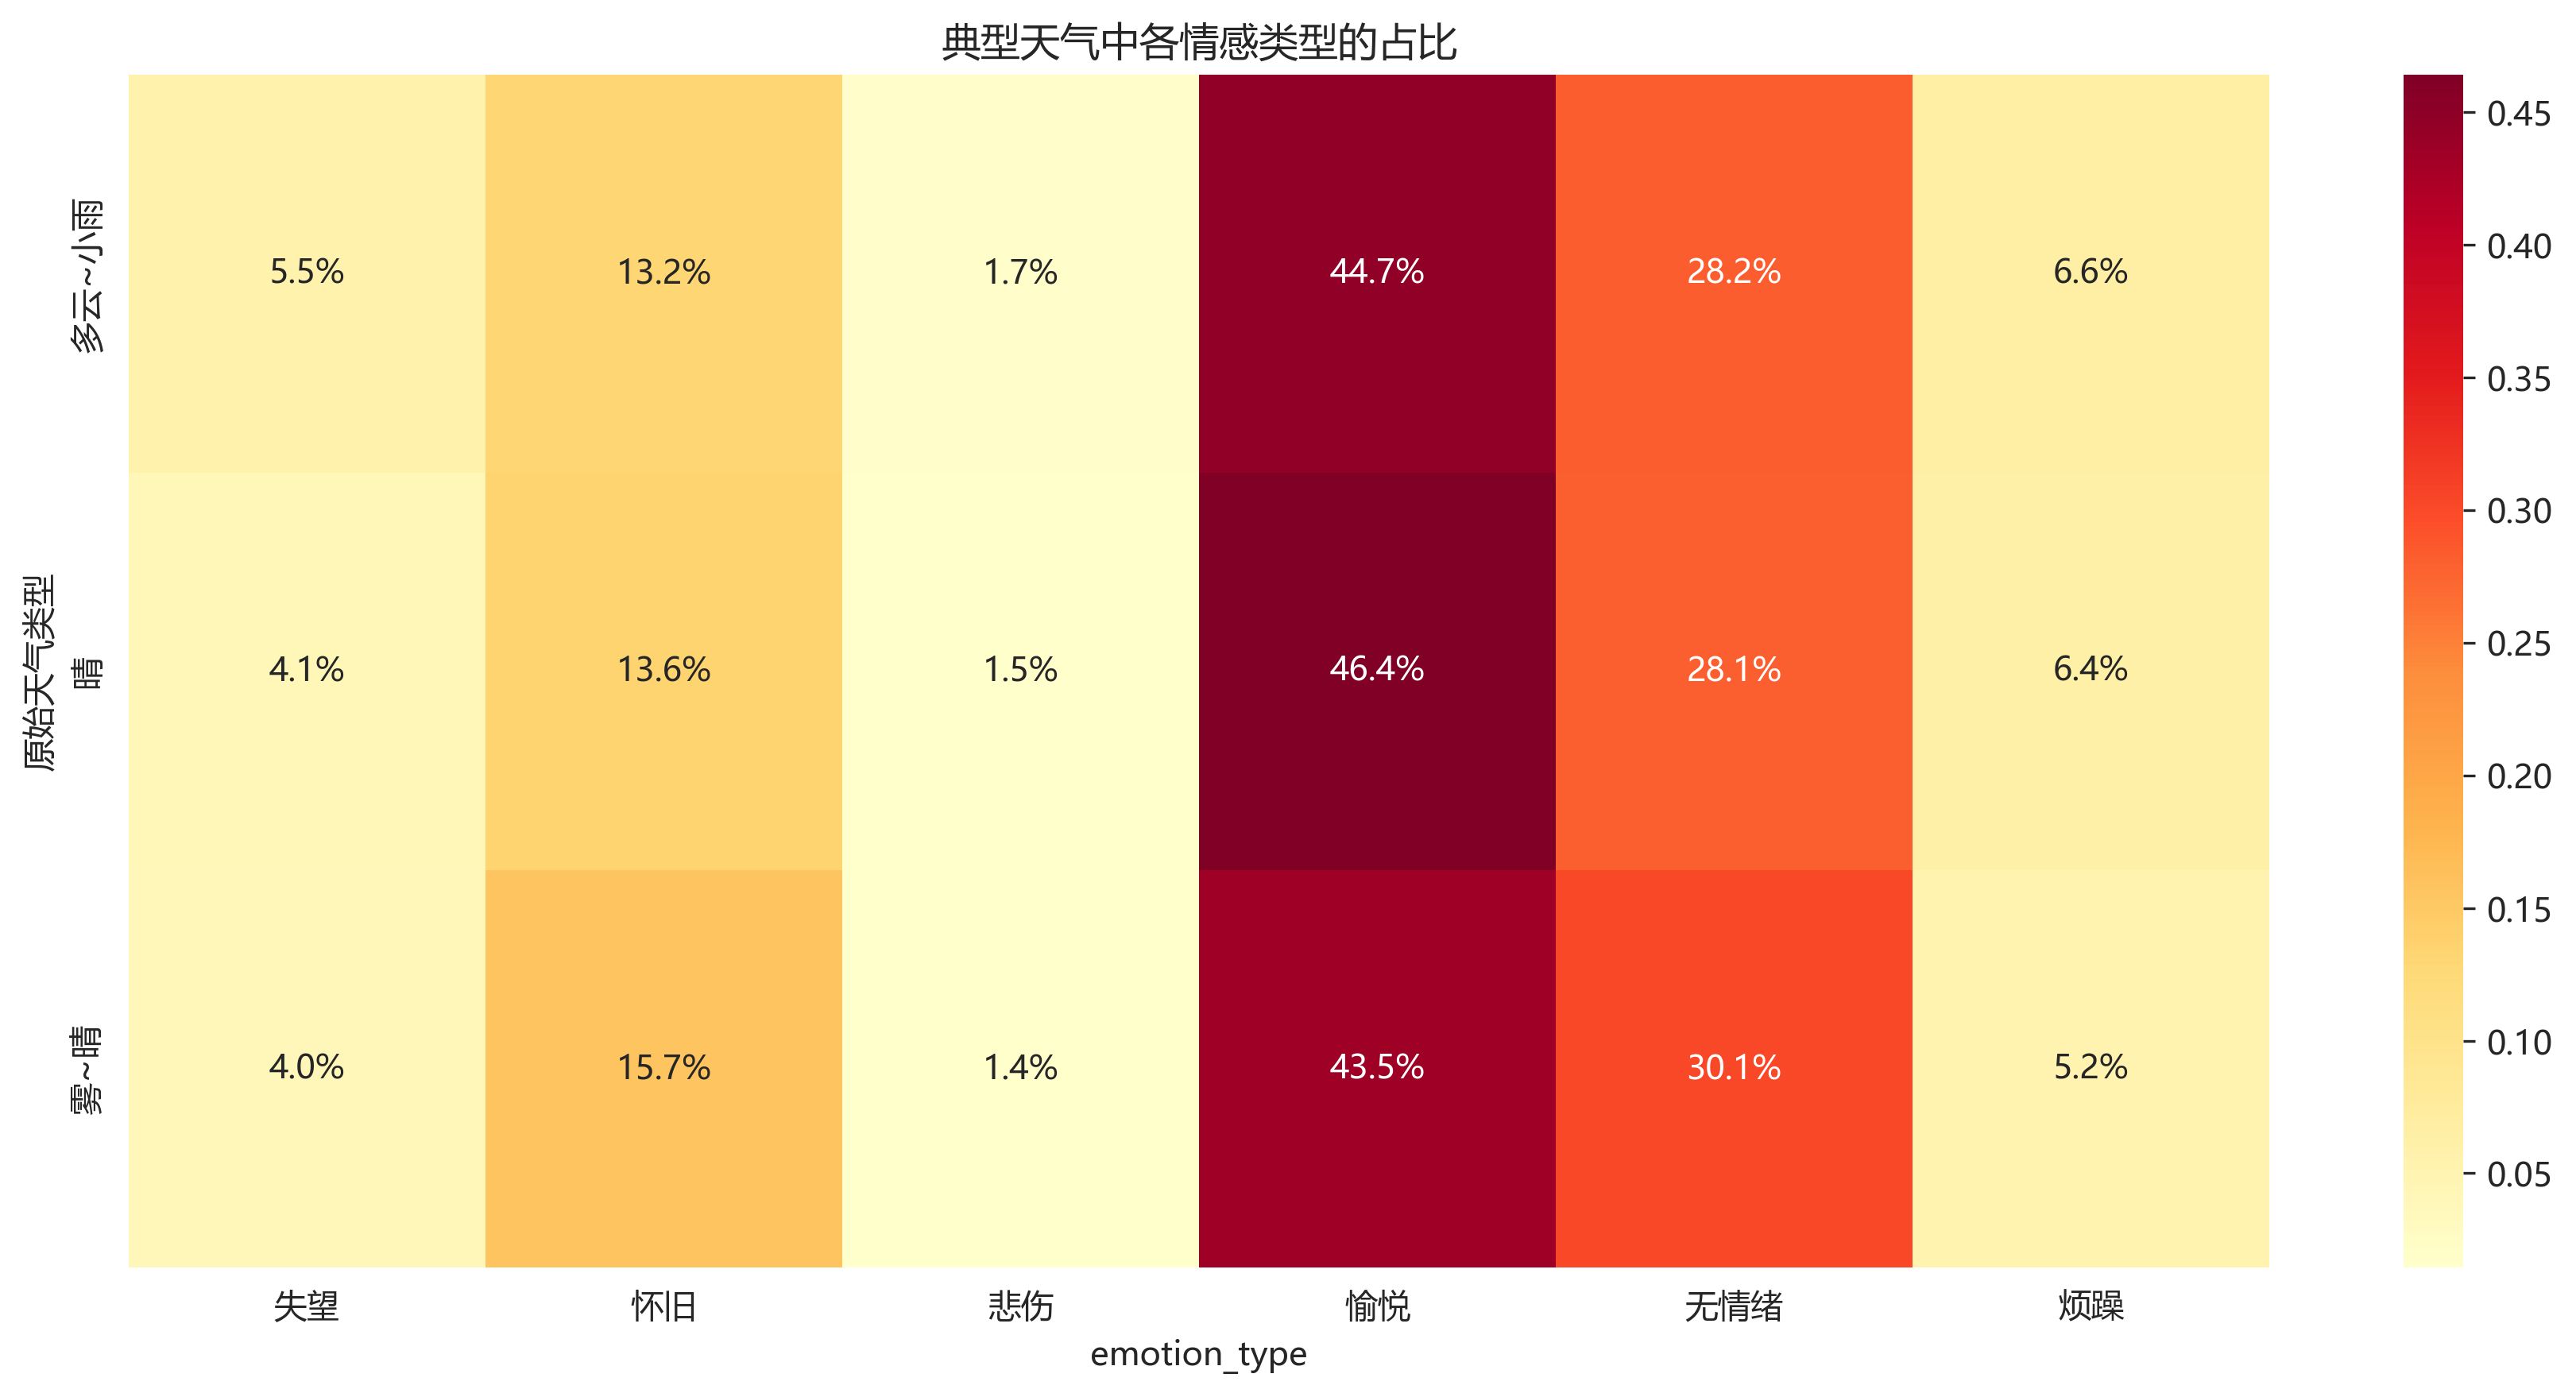 典型天气中各情感类型的占比
原始天气类型
多云~小雨
5.5% 13.2% 1.7% 44.7% 28.2% 6.6%
晴
4.1% 13.6% 1.5% 46.4% 28.1% 6.4%
雾~晴
4.0% 15.7% 1.4% 43.5% 30.1% 5.2%
失望 怀旧 悲伤 愉悦 无情绪 烦躁
emotion_type
0.45
0.40
0.35
0.30
0.25
0.20
0.15
0.10
0.05